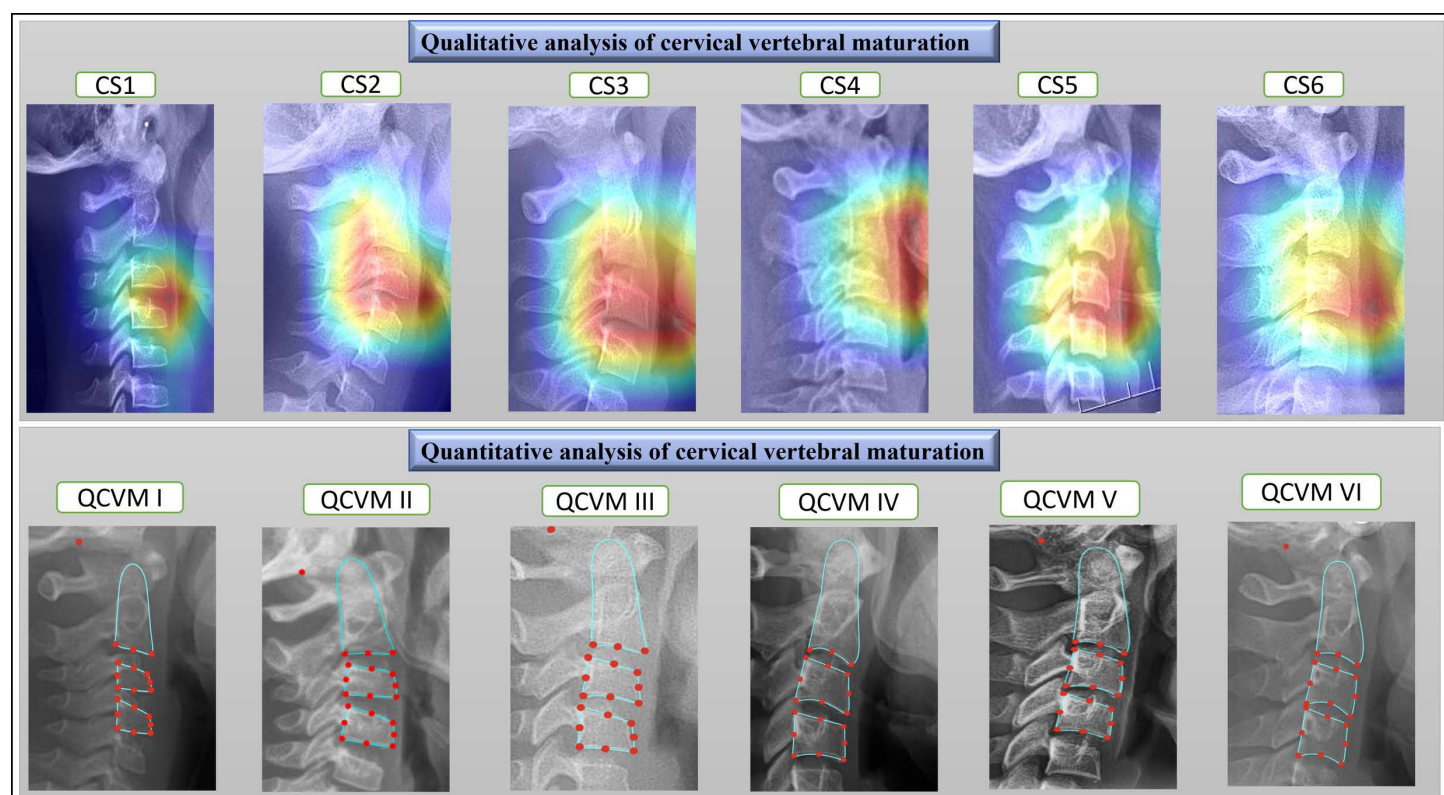 Qualitative analysis of cervical vertebral maturation
CS1 CS2 CS3 CS4 CS5 CS6
Quantitative analysis of cervical vertebral maturation
QCVM I QCVM II QCVM III QCVM IV QCVM V QCVM VI